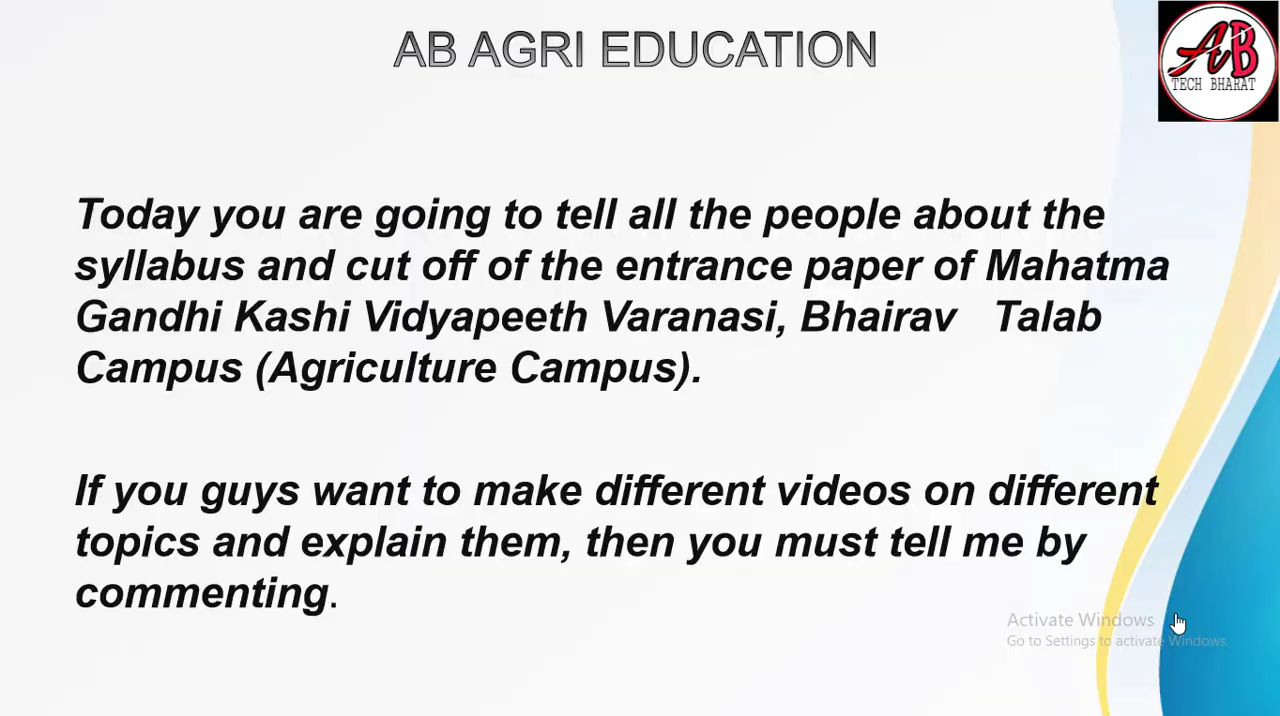 AB AGRI EDUCATION
AB
TECH BHARAT
Today you are going to tell all the people about the
syllabus and cut off of the entrance paper of Mahatma
Gandhi Kashi Vidyapeeth Varanasi, Bhairav Talab
Campus (Agriculture Campus).
If you guys want to make different videos on different
topics and explain them, then you must tell me by
commenting.
Activate Windows
Go to Settings to activate Windows.